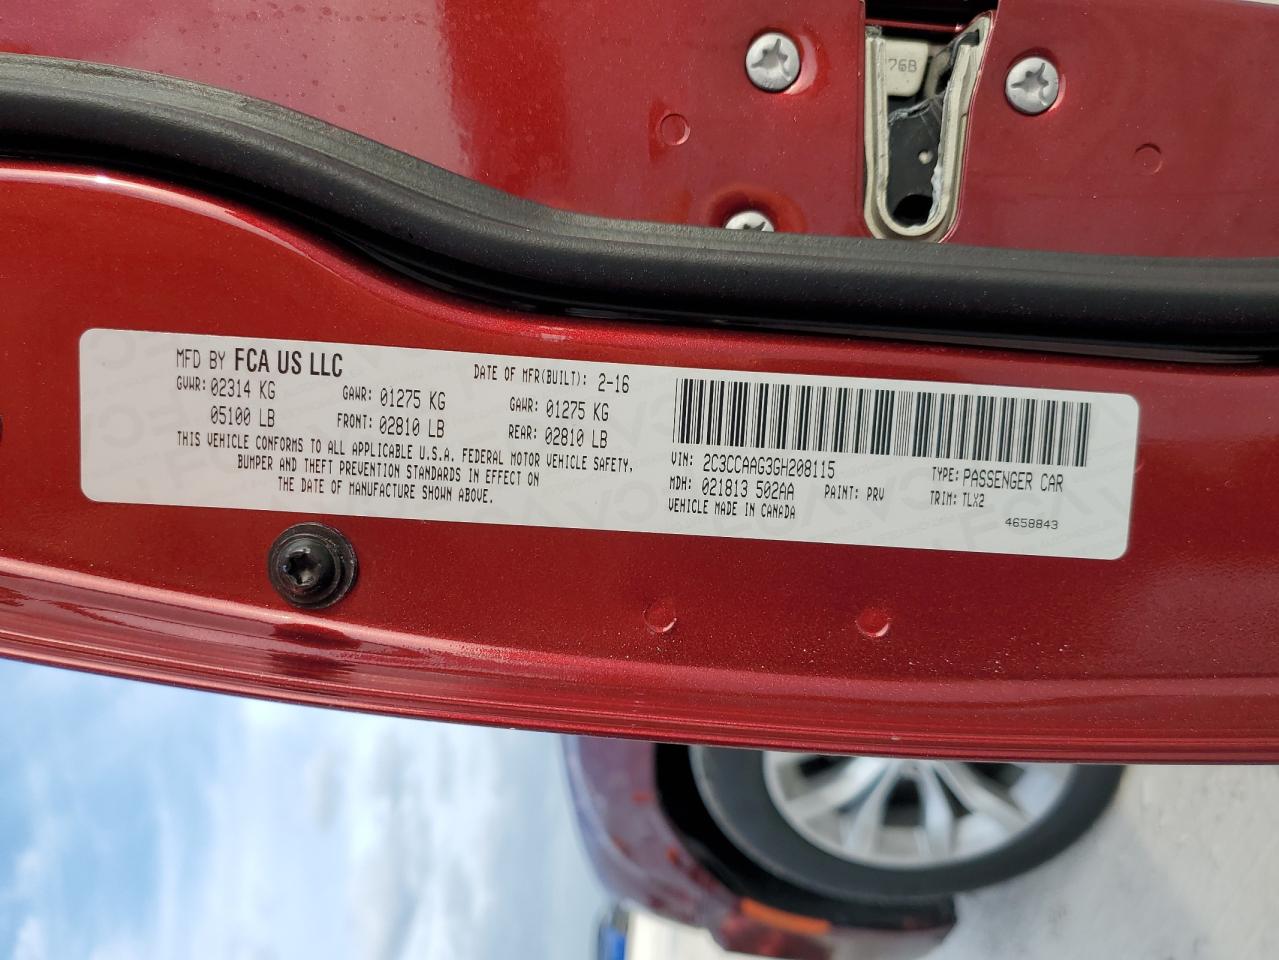 76B
MFD BY FCA US LLC
DATE OF MFR(BUILT): 2-16
GVWR: 02314 KG GAWR: 01275 KG GAWR: 01275 KG
05100 LB FRONT: 02810 LB REAR: 02810 LB
THIS VEHICLE CONFORMS TO ALL APPLICABLE U.S.A. FEDERAL MOTOR VEHICLE SAFETY,
BUMPER AND THEFT PREVENTION STANDARDS IN EFFECT ON
THE DATE OF MANUFACTURE SHOWN ABOVE.
VIN: 2C3CCAAG3GH208115 TYPE: PASSENGER CAR
MDH: 021813 502AA PAINT: PRV TRIM: TLX2
VEHICLE MADE IN CANADA
4658843